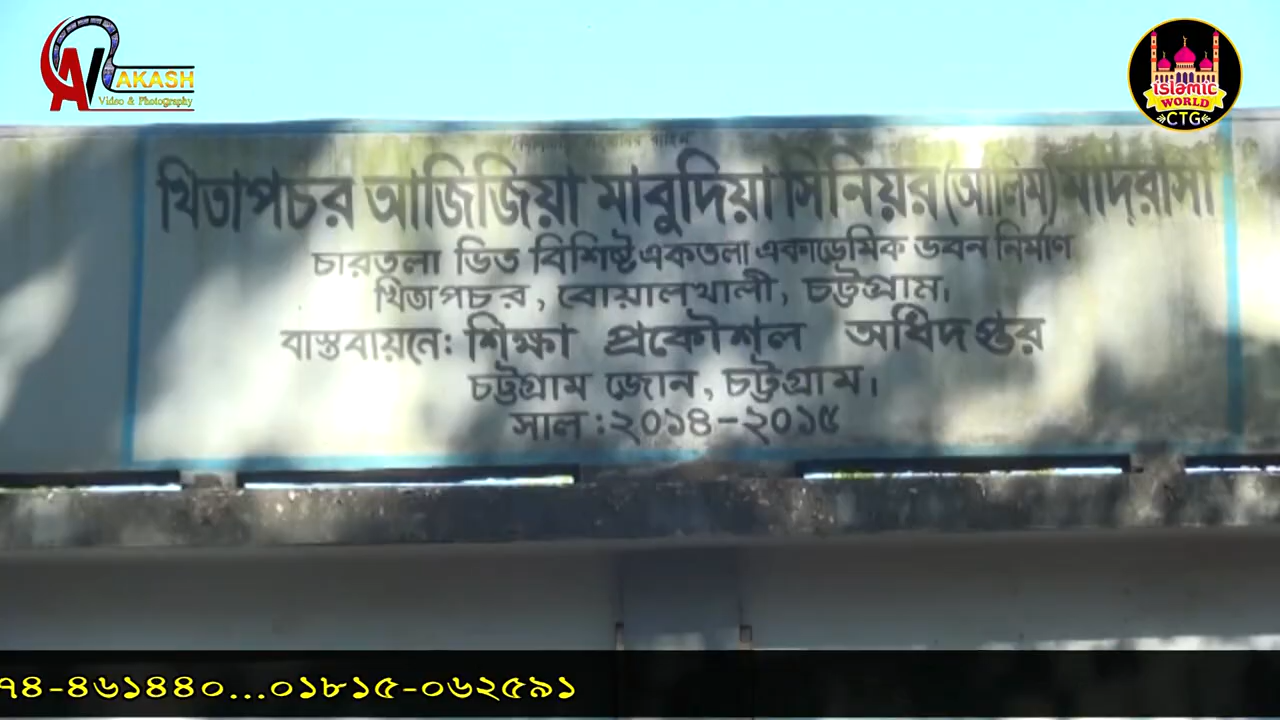 AKASH
Video & Photography
islamic
WORLD
CTG
খিতাপচর আজিজিয়া মাবুদিয়া সিনিয়র (আলিম) মাদ্রাসা
চারতলা ভিত বিশিষ্ট একতলা একাডেমিক ভবন নির্মাণ
খিতাপচর, বোয়ালখালী, চট্টগ্রাম।
বাস্তবায়নে: শিক্ষা প্রকৌশল অধিদপ্তর
চট্টগ্রাম জোন, চট্টগ্রাম।
সাল : ২০১৪-২০১৫
৭৪-৪৬১৪৪০...০১৮১৫-০৬২৫৯১